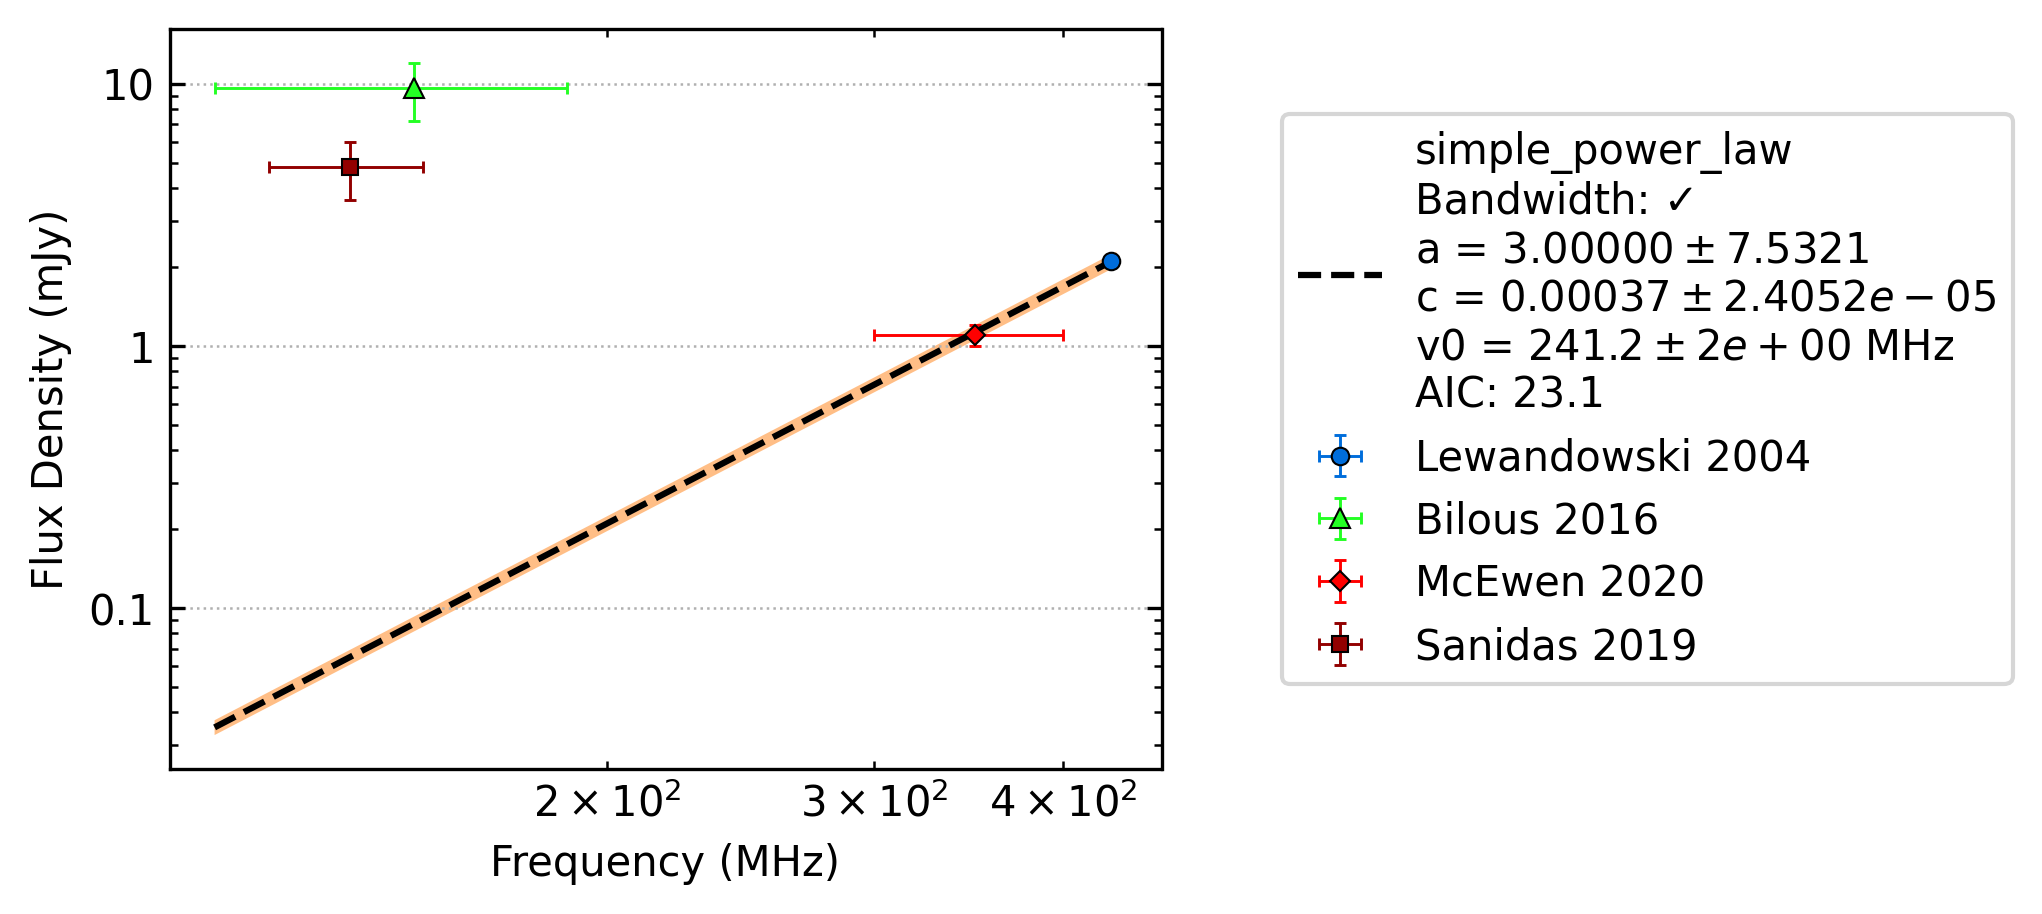 10
1
0.1
Flux Density (mJy)
2 × 10²
3 × 10²
4 × 10²
Frequency (MHz)
simple_power_law
Bandwidth: ✓
a = 3.00000 ± 7.5321
c = 0.00037 ± 2.4052e − 05
v0 = 241.2 ± 2e + 00 MHz
AIC: 23.1
Lewandowski 2004
Bilous 2016
McEwen 2020
Sanidas 2019